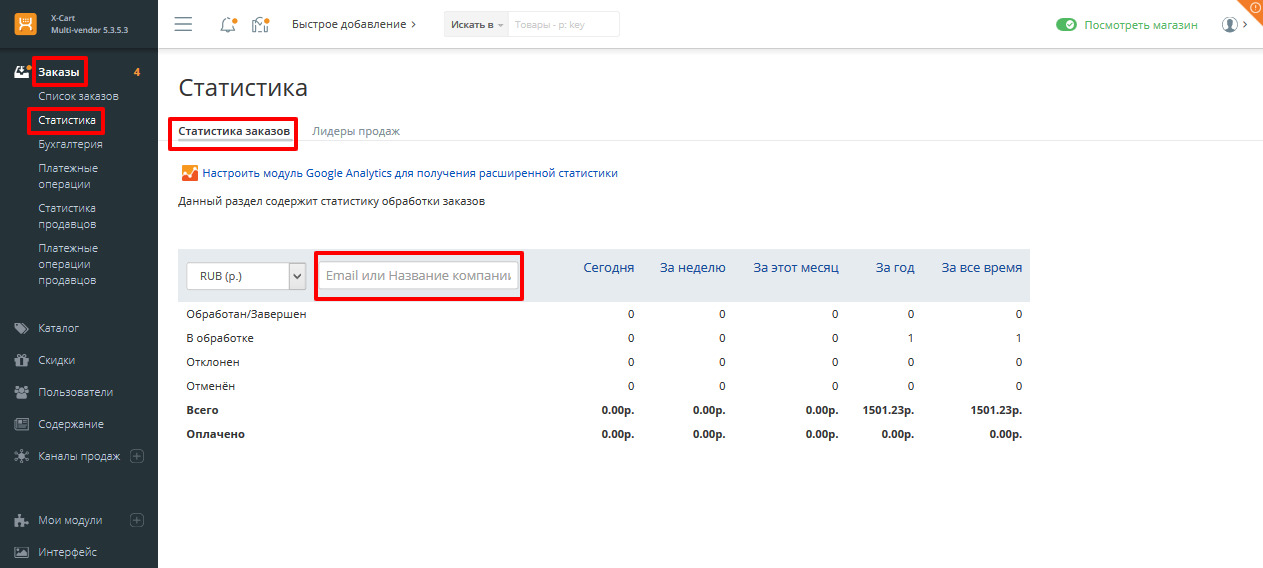 X-Cart
Multi-vendor 5.3.5.3
Быстрое добавление
Искать в
Товары - p: key
Посмотреть магазин
Заказы 4
Список заказов
Статистика
Бухгалтерия
Платежные
операции
Статистика
продавцов
Платежные
операции
продавцов
Каталог
Скидки
Пользователи
Содержание
Каналы продаж
Мои модули
Интерфейс
Статистика
Статистика заказов Лидеры продаж
Настроить модуль Google Analytics для получения расширенной статистики
Данный раздел содержит статистику обработки заказов
RUB (р.) Email или Название компании Сегодня За неделю За этот месяц За год За все время
Обработан/Завершен 0 0 0 0 0
В обработке 0 0 0 1 1
Отклонен 0 0 0 0 0
Отменён 0 0 0 0 0
Всего 0.00р. 0.00р. 0.00р. 1501.23р. 1501.23р.
Оплачено 0.00р. 0.00р. 0.00р. 0.00р. 0.00р.